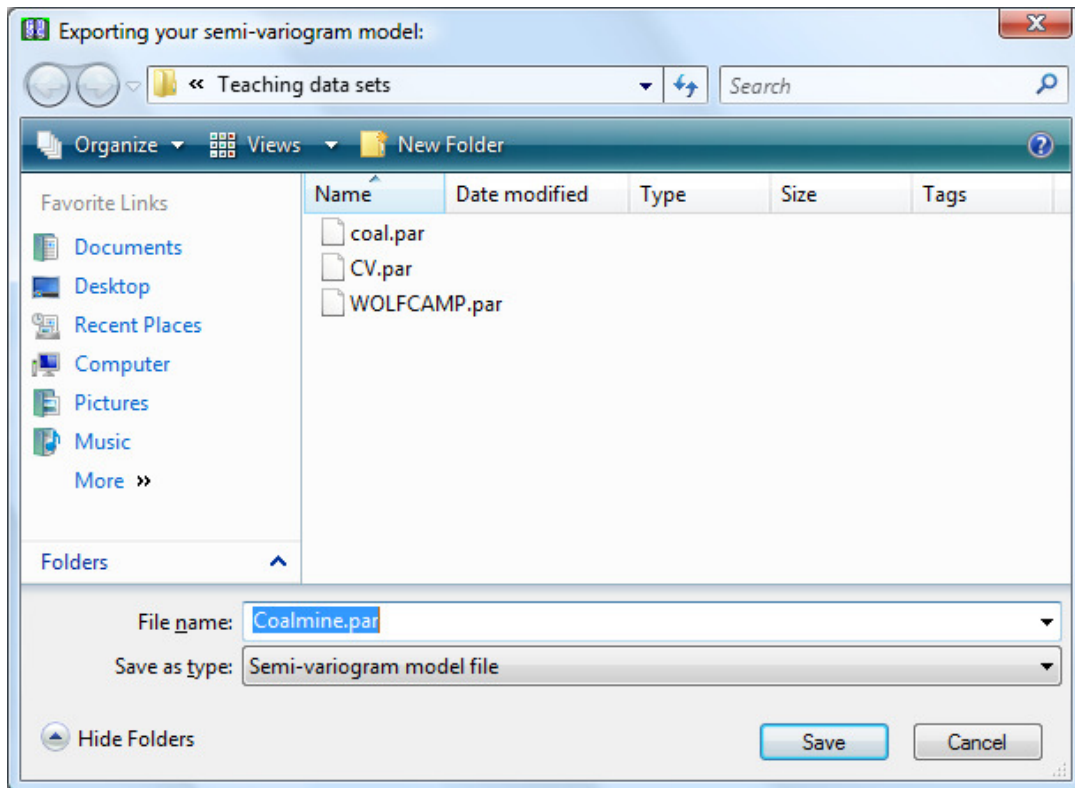 Exporting your semi-variogram model:
« Teaching data sets
Search
Organize Views New Folder
Favorite Links
Documents
Desktop
Recent Places
Computer
Pictures
Music
More »
Folders
Name Date modified Type Size Tags
coal.par
CV.par
WOLFCAMP.par
File name: Coalmine.par
Save as type: Semi-variogram model file
Hide Folders
Save Cancel